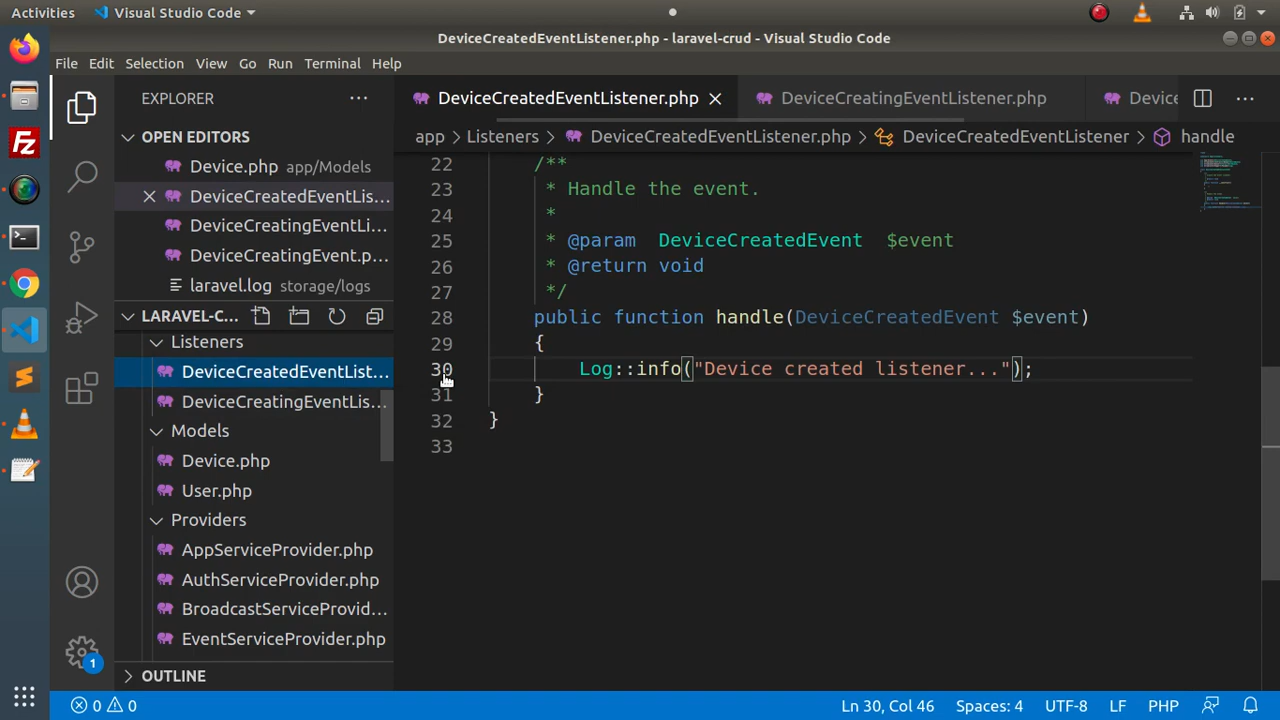 Activities
Visual Studio Code
DeviceCreatedEventListener.php - laravel-crud - Visual Studio Code
File Edit Selection View Go Run Terminal Help
EXPLORER
OPEN EDITORS
Device.php app/Models
DeviceCreatedEventLis...
DeviceCreatingEventLi...
DeviceCreatingEvent.p...
laravel.log storage/logs
LARAVEL-C...
Listeners
DeviceCreatedEventList...
DeviceCreatingEventLis...
Models
Device.php
User.php
Providers
AppServiceProvider.php
AuthServiceProvider.php
BroadcastServiceProvid...
EventServiceProvider.php
OUTLINE
1
DeviceCreatedEventListener.php
DeviceCreatingEventListener.php
Device
app > Listeners > DeviceCreatedEventListener.php > DeviceCreatedEventListener > handle
22 /**
23 * Handle the event.
24 *
25 * @param DeviceCreatedEvent $event
26 * @return void
27 */
28 public function handle(DeviceCreatedEvent $event)
29 {
30 Log::info("Device created listener...");
31 }
32 }
33
0 0 Ln 30, Col 46 Spaces: 4 UTF-8 LF PHP